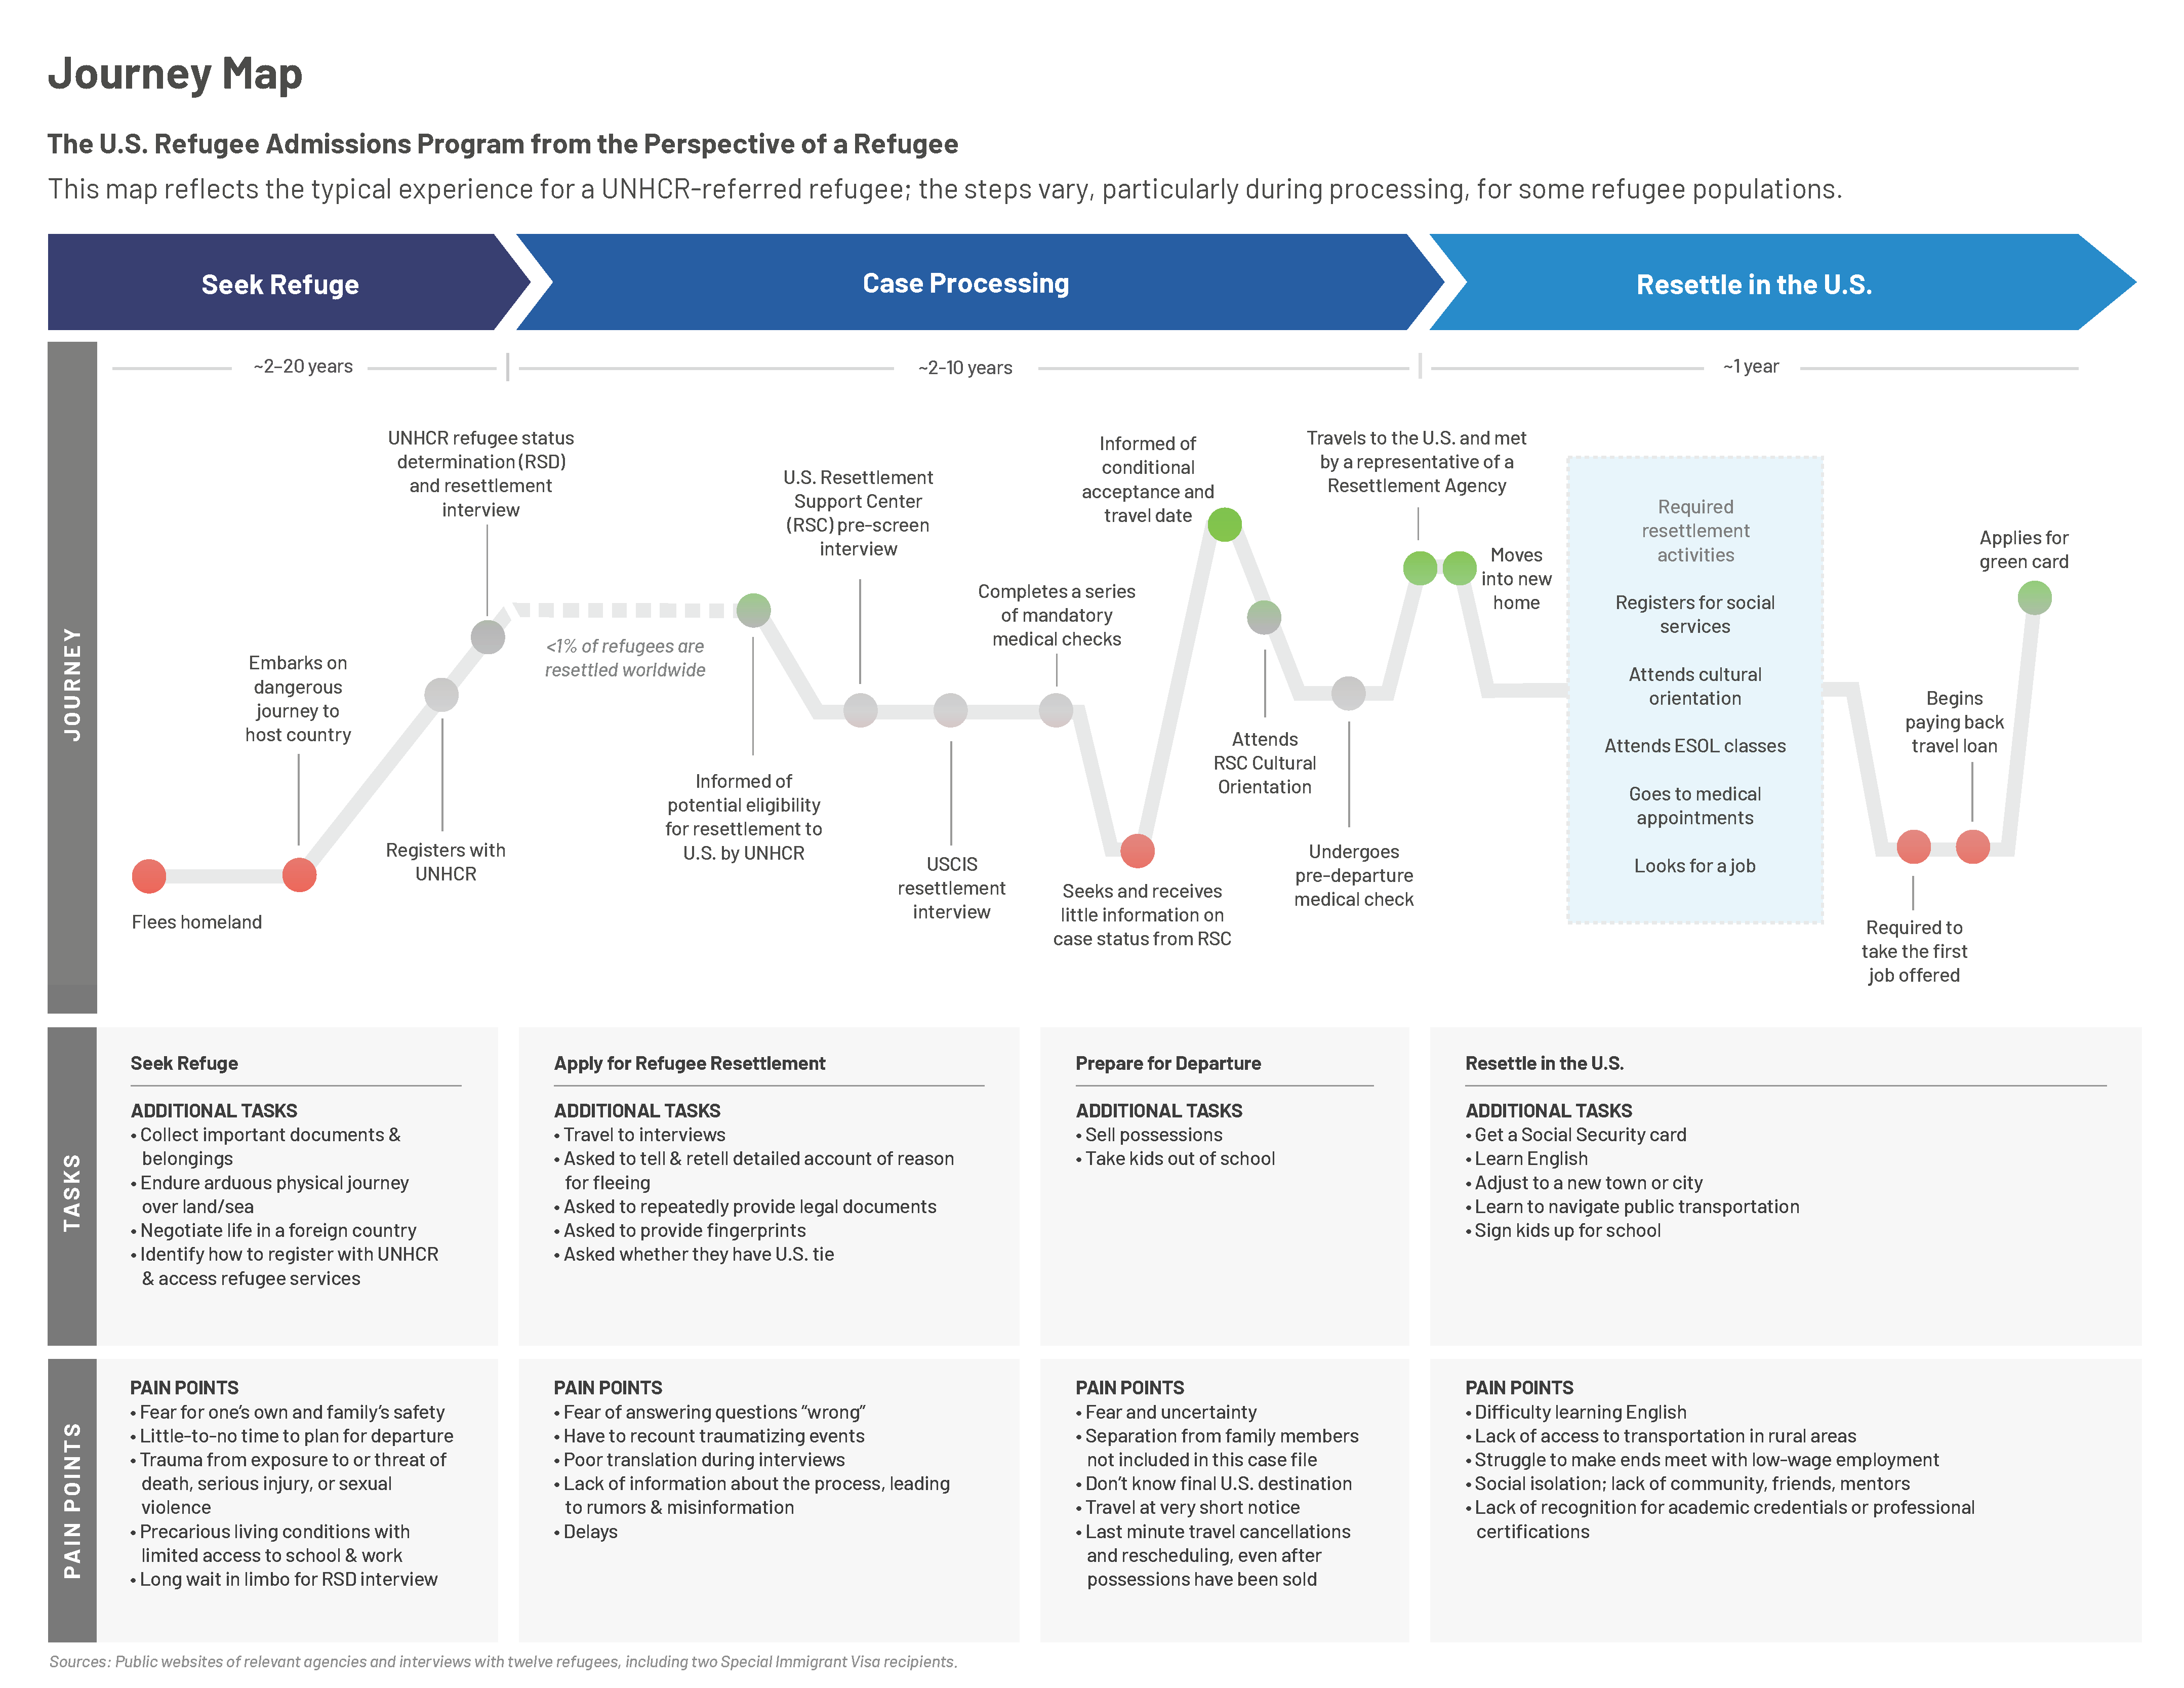 Journey Map
The U.S. Refugee Admissions Program from the Perspective of a Refugee
This map reflects the typical experience for a UNHCR-referred refugee; the steps vary, particularly during processing, for some refugee populations.
Seek Refuge
Case Processing
Resettle in the U.S.
JOURNEY
~2-20 years
~2-10 years
~1 year
Flees homeland
Embarks on
dangerous
journey to
host country
Registers with
UNHCR
UNHCR refugee status
determination (RSD)
and resettlement
interview
<1% of refugees are
resettled worldwide
Informed of
potential eligibility
for resettlement to
U.S. by UNHCR
U.S. Resettlement
Support Center
(RSC) pre-screen
interview
USCIS
resettlement
interview
Completes a series
of mandatory
medical checks
Seeks and receives
little information on
case status from RSC
Informed of
conditional
acceptance and
travel date
Attends
RSC Cultural
Orientation
Undergoes
pre-departure
medical check
Travels to the U.S. and met
by a representative of a
Resettlement Agency
Moves
into new
home
Required
resettlement
activities
Registers for social
services
Attends cultural
orientation
Attends ESOL classes
Goes to medical
appointments
Looks for a job
Required to
take the first
job offered
Begins
paying back
travel loan
Applies for
green card
TASKS
Seek Refuge
ADDITIONAL TASKS
• Collect important documents &
belongings
• Endure arduous physical journey
over land/sea
• Negotiate life in a foreign country
• Identify how to register with UNHCR
& access refugee services
Apply for Refugee Resettlement
ADDITIONAL TASKS
• Travel to interviews
• Asked to tell & retell detailed account of reason
for fleeing
• Asked to repeatedly provide legal documents
• Asked to provide fingerprints
• Asked whether they have U.S. tie
Prepare for Departure
ADDITIONAL TASKS
• Sell possessions
• Take kids out of school
Resettle in the U.S.
ADDITIONAL TASKS
• Get a Social Security card
• Learn English
• Adjust to a new town or city
• Learn to navigate public transportation
• Sign kids up for school
PAIN POINTS
PAIN POINTS
• Fear for one's own and family's safety
• Little-to-no time to plan for departure
• Trauma from exposure to or threat of
death, serious injury, or sexual
violence
• Precarious living conditions with
limited access to school & work
• Long wait in limbo for RSD interview
PAIN POINTS
• Fear of answering questions “wrong”
• Have to recount traumatizing events
• Poor translation during interviews
• Lack of information about the process, leading
to rumors & misinformation
• Delays
PAIN POINTS
• Fear and uncertainty
• Separation from family members
not included in this case file
• Don't know final U.S. destination
• Travel at very short notice
• Last minute travel cancellations
and rescheduling, even after
possessions have been sold
PAIN POINTS
• Difficulty learning English
• Lack of access to transportation in rural areas
• Struggle to make ends meet with low-wage employment
• Social isolation; lack of community, friends, mentors
• Lack of recognition for academic credentials or professional
certifications
Sources: Public websites of relevant agencies and interviews with twelve refugees, including two Special Immigrant Visa recipients.